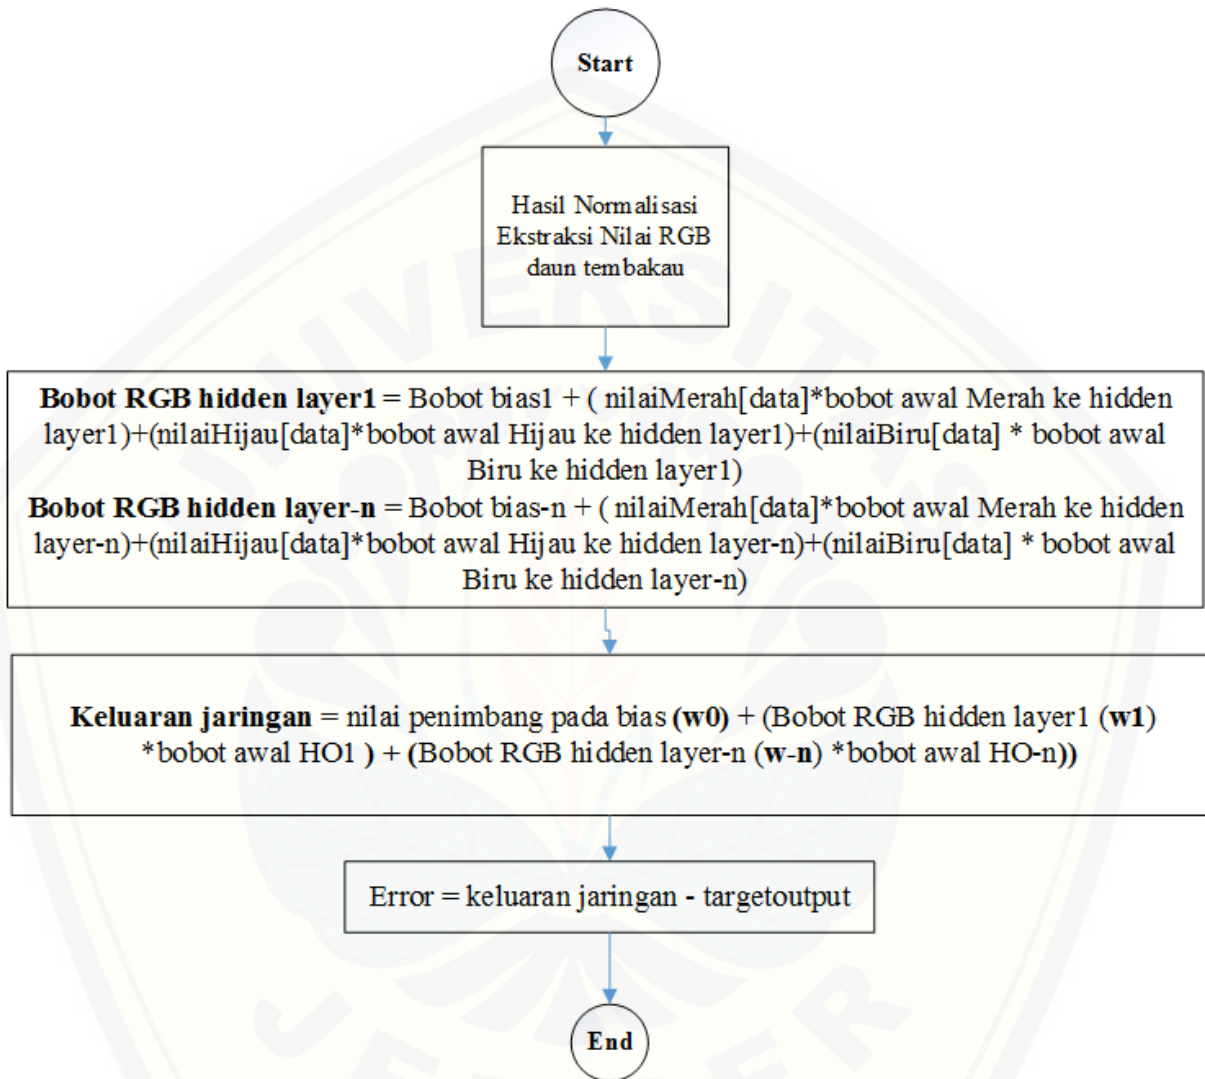 Start
Hasil Normalisasi
Ekstraksi Nilai RGB
daun tembakau
Bobot RGB hidden layer1 = Bobot bias1 + ( nilaiMerah[data]*bobot awal Merah ke hidden
layer1)+(nilaiHijau[data]*bobot awal Hijau ke hidden layer1)+(nilaiBiru[data] * bobot awal
Biru ke hidden layer1)
Bobot RGB hidden layer-n = Bobot bias-n + ( nilaiMerah[data]*bobot awal Merah ke hidden
layer-n)+(nilaiHijau[data]*bobot awal Hijau ke hidden layer-n)+(nilaiBiru[data] * bobot awal
Biru ke hidden layer-n)
Keluaran jaringan = nilai penimbang pada bias (w0) + (Bobot RGB hidden layer1 (w1)
*bobot awal HO1 ) + (Bobot RGB hidden layer-n (w-n) *bobot awal HO-n))
Error = keluaran jaringan - targetoutput
End
UNIVERSITAS
JEMBER